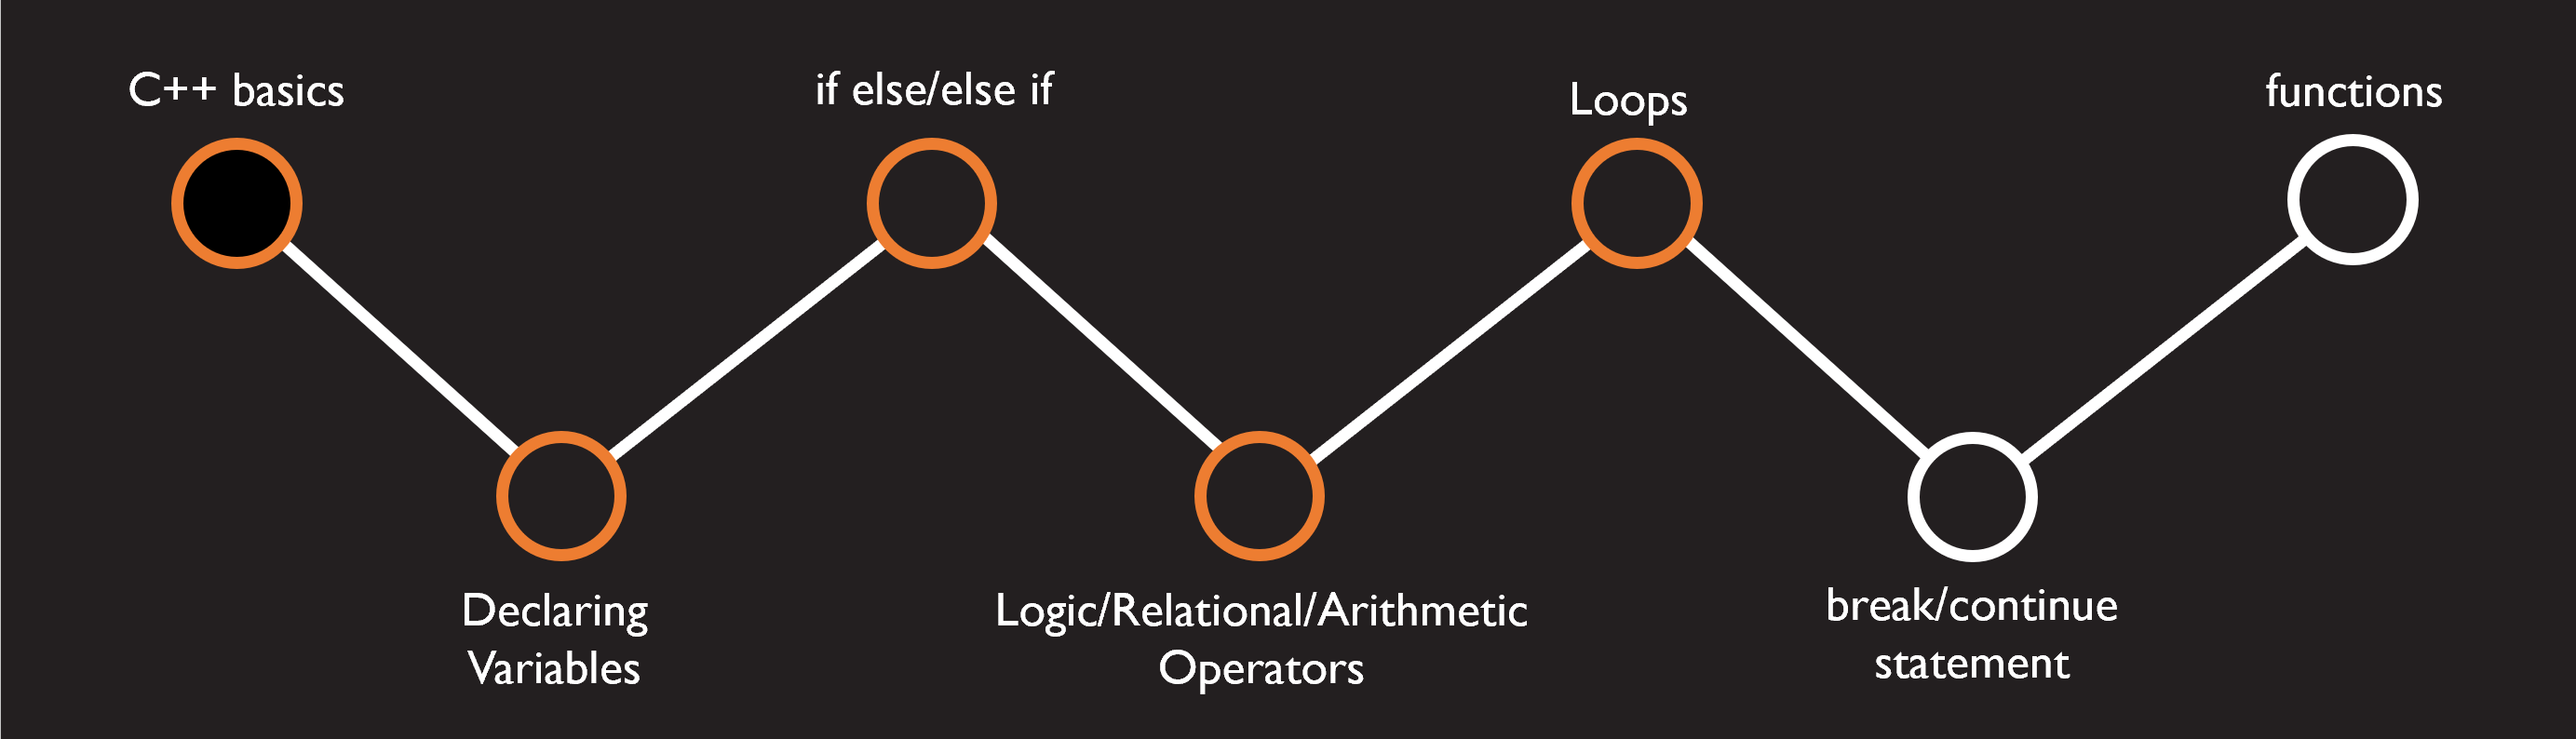 C++ basics
if else/else if
Loops
functions
Declaring
Variables
Logic/Relational/Arithmetic
Operators
break/continue
statement